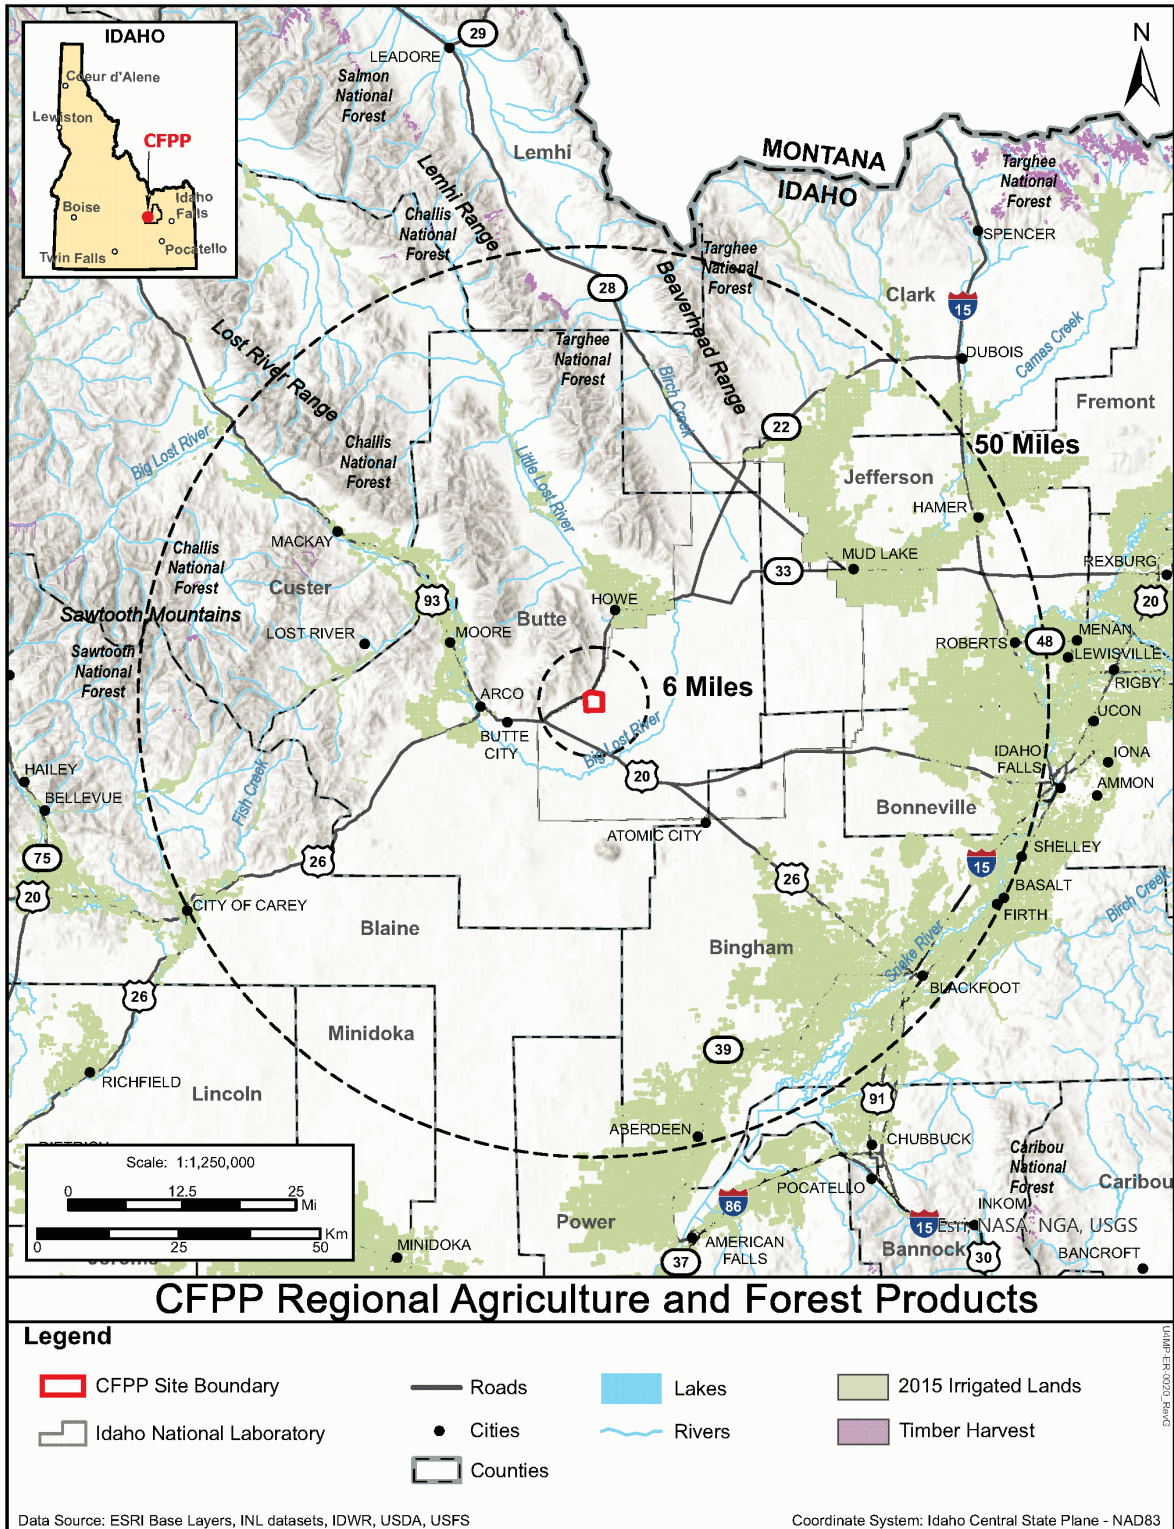 IDAHO
Coeur d'Alene
Lewiston
CFPP
Boise
Idaho
Falls
Pocatello
Twin Falls
29
LEADORE
Salmon
National
Forest
Lemhi
N
MONTANA
IDAHO
Targhee
National
Forest
Lemhi Range
Challis
National
Forest
SPENCER
Targhee
National
Forest
28
Beaverhead Range
Clark
15
Lost River Range
Targhee
National
Forest
DUBOIS
Camas Creek
Birch Creek
Fremont
22
50 Miles
Big Lost River
Challis
National
Forest
Little Lost River
Jefferson
HAMER
MACKAY
Challis
National
Forest
MUD LAKE
REXBURG
33
Custer
93
HOWE
20
Sawtooth Mountains
Butte
LOST RIVER
MOORE
ROBERTS
48
MENAN
LEWISVILLE
Sawtooth
National
Forest
RIGBY
6 Miles
ARCO
UCON
BUTTE
CITY
Big Lost River
IDAHO
FALLS
IONA
HAILEY
20
AMMON
BELLEVUE
Fish Creek
Bonneville
ATOMIC CITY
75
26
15
SHELLEY
20
26
BASALT
FIRTH
Birch Creek
CITY OF CAREY
Blaine
Bingham
Snake River
BLACKFOOT
26
Minidoka
39
RICHFIELD
Lincoln
91
ABERDEEN
CHUBBUCK
Caribou
National
Forest
DIETRICH
Scale: 1:1,250,000
0 12.5 25
Mi
Km
0 25 50
POCATELLO
Caribou
86
INKOM
Power
15
Esri, NASA, NGA, USGS
AMERICAN
FALLS
Bannock
30
BANCROFT
37
MINIDOKA
Jerome
CFPP Regional Agriculture and Forest Products
Legend
CFPP Site Boundary
Roads
Lakes
2015 Irrigated Lands
Idaho National Laboratory
Cities
Rivers
Timber Harvest
Counties
U4MP-ER-0020_RevG
Data Source: ESRI Base Layers, INL datasets, IDWR, USDA, USFS
Coordinate System: Idaho Central State Plane - NAD83